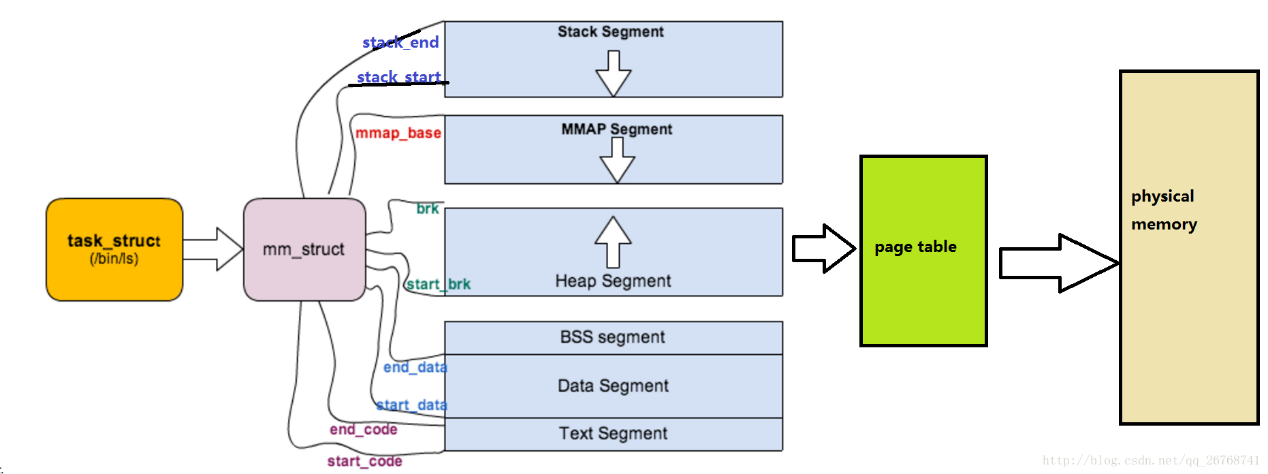 stack_end
Stack Segment
stack_start
mmap_base
MMAP Segment
brk
physical
memory
task_struct
(/bin/ls)
mm_struct
page table
start_brk
Heap Segment
BSS segment
end_data
Data Segment
start_data
end_code
Text Segment
start_code
http://blog.csdn.net/qq_26768741